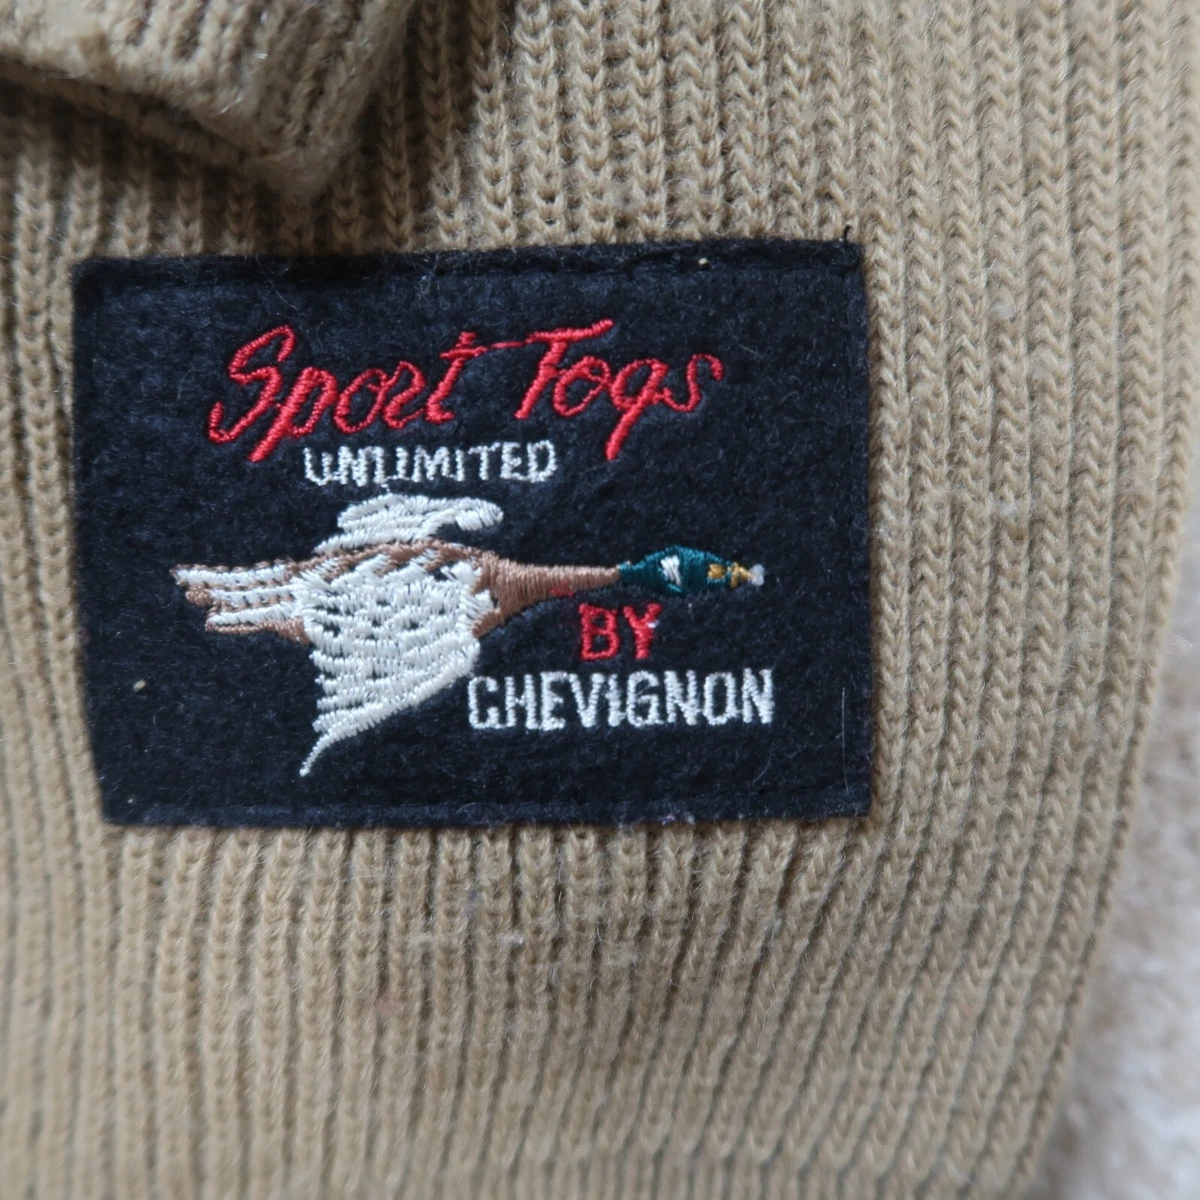 Sport Togs
UNLIMITED
BY
CHEVIGNON